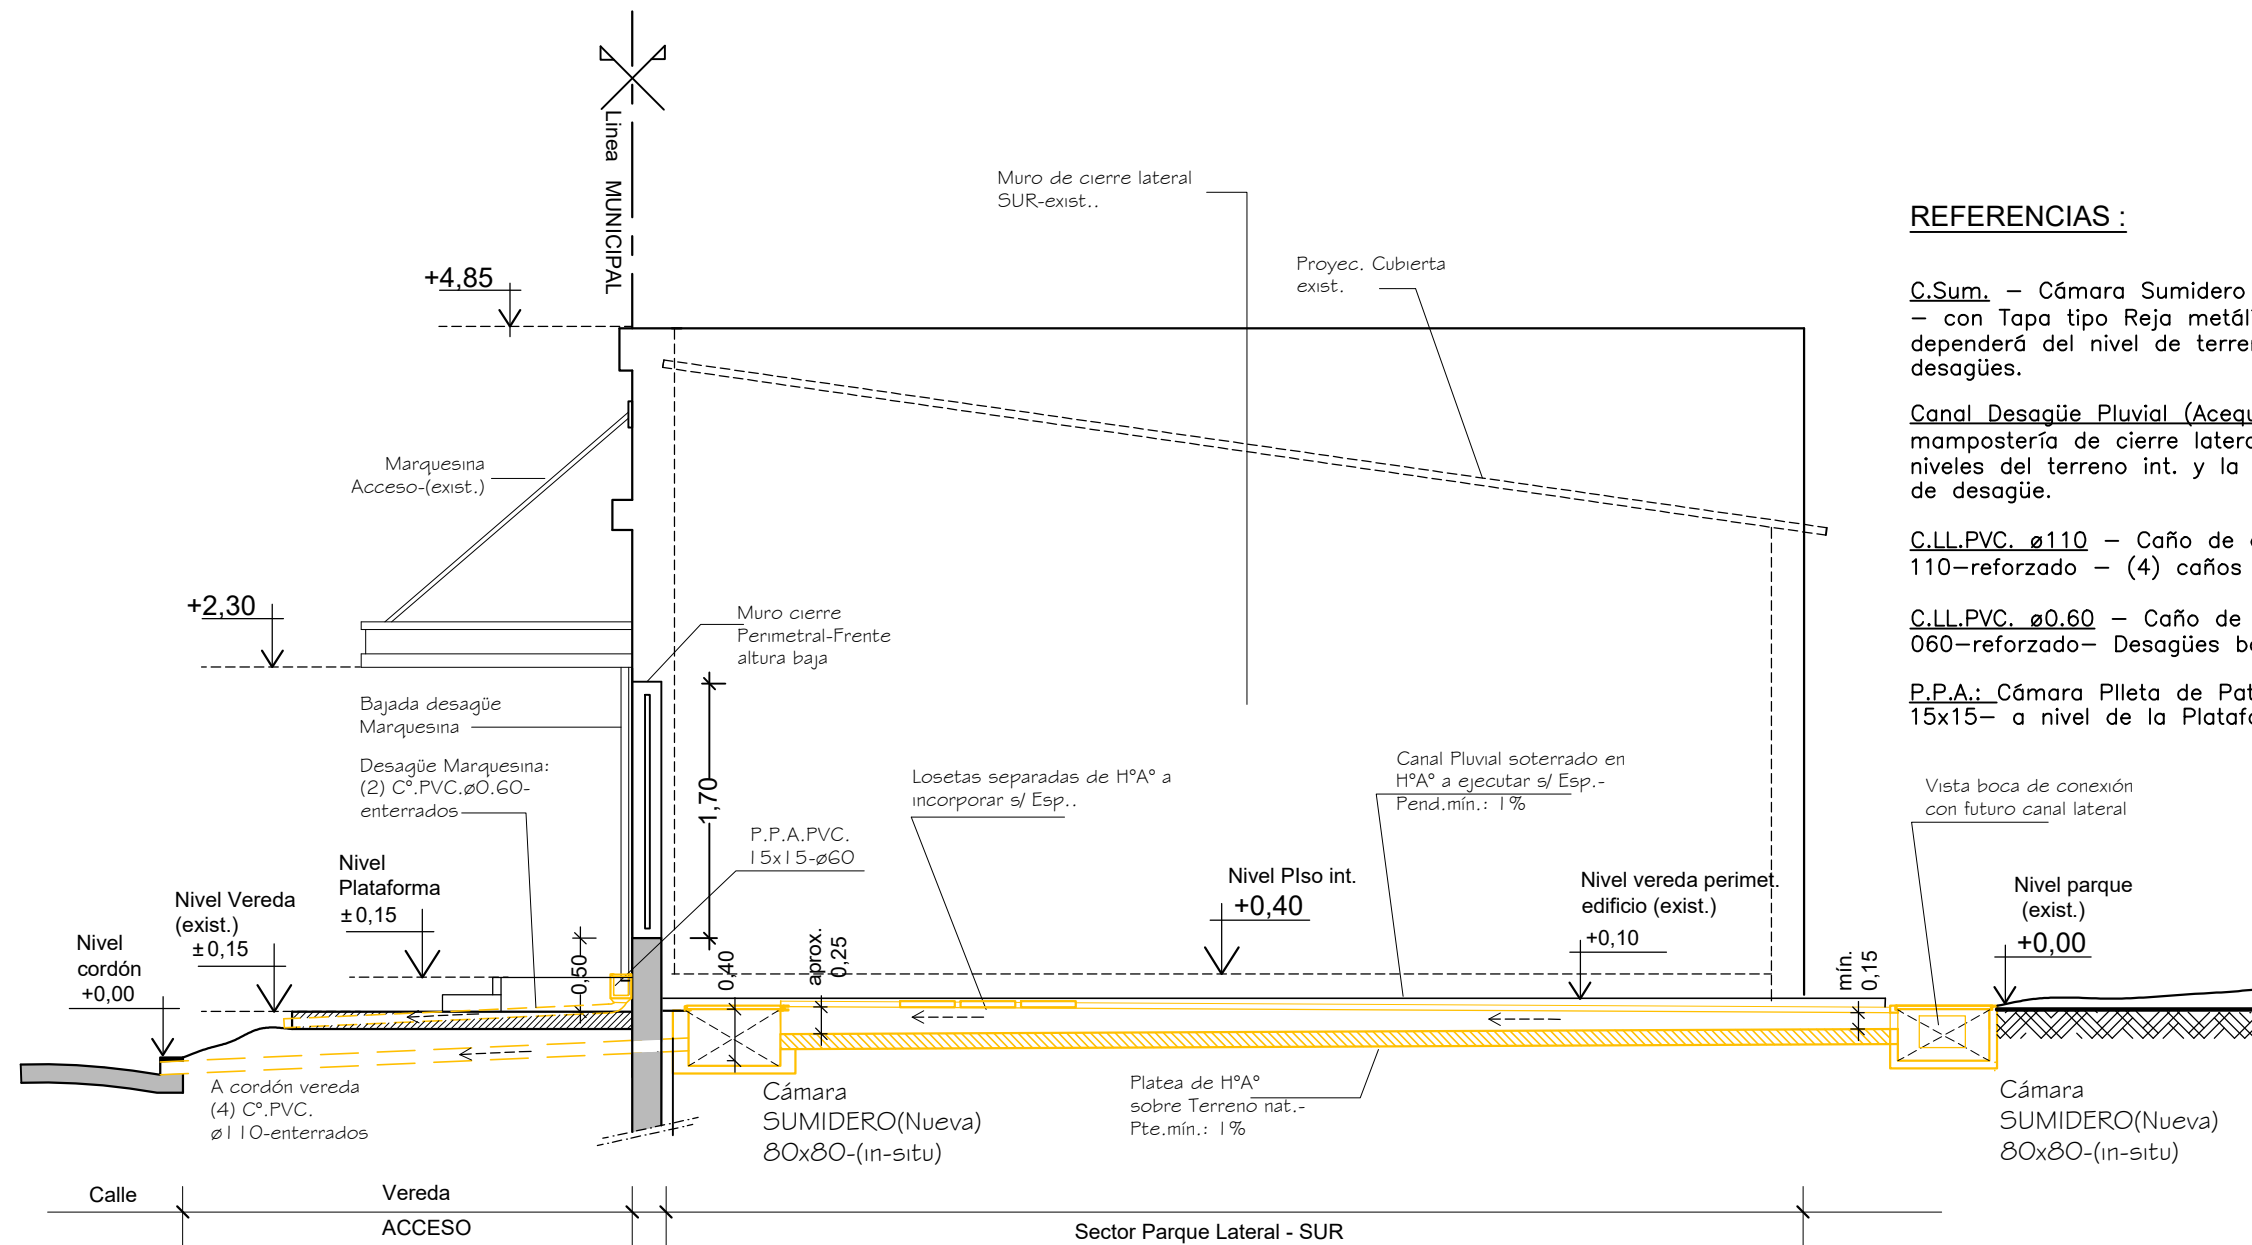 Linea MUNICIPAL
Muro de cierre lateral
SUR-exist..
REFERENCIAS :
Proyec. Cubierta
exist.
+4,85
C.Sum. – Cámara Sumidero
– con Tapa tipo Reja
dependerá del nivel de
desagües.
Canal Desagüe Pluvial
mampostería de cierre
niveles del terreno int. y la
de desagüe.
Marquesina
Acceso-(exist.)
C.LL.PVC. ø110 – Caño de
110–reforzado – (4) caños
+2,30
Muro cierre
Perimetral-Frente
altura baja
C.LL.PVC. ø0.60 – Caño de
060–reforzado– Desagües
P.P.A.: Cámara PIleta de
15x15– a nivel de la
Bajada desagüe
Marquesina
Desagüe Marquesina:
(2) C°.PVC.ø0.60-
enterrados
1,70
Losetas separadas de H°A° a
incorporar s/ Esp..
Canal Pluvial soterrado en
H°A° a ejecutar s/ Esp.-
Pend.mín.: 1%
Vista boca de conexión
con futuro canal lateral
P.P.A.PVC.
15x15-ø60
Nivel
Plataforma
±0,15
Nivel Vereda
(exist.)
±0,15
Nivel
cordón
+0,00
Nivel PIso int.
+0,40
Nivel vereda perimet.
edificio (exist.)
+0,10
Nivel parque
(exist.)
+0,00
0,50
0,40
aprox.
0,25
mín.
0,15
A cordón vereda
(4) C°.PVC.
ø110-enterrados
Cámara
SUMIDERO(Nueva)
80x80-(in-situ)
Platea de H°A°
sobre Terreno nat.-
Pte.mín.: 1%
Cámara
SUMIDERO(Nueva)
80x80-(in-situ)
Calle
Vereda
ACCESO
Sector Parque Lateral - SUR